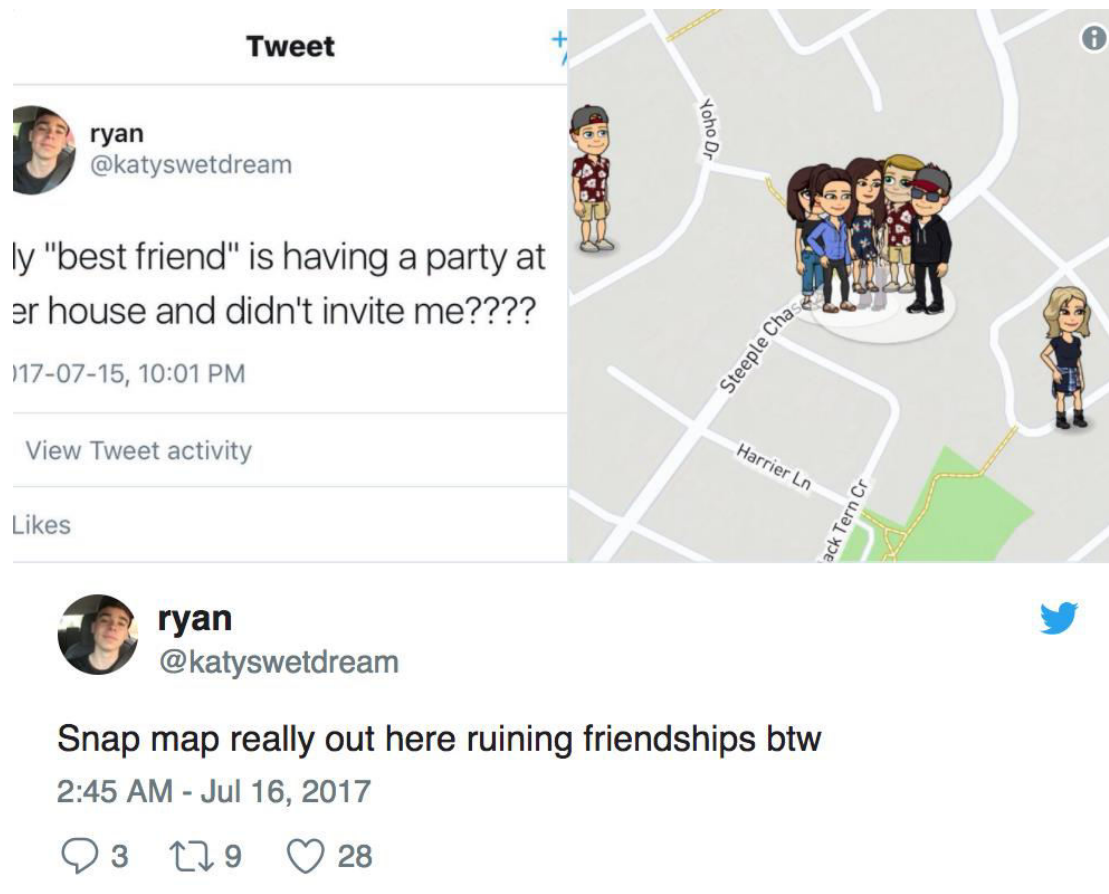 Tweet
ryan
@katyswetdream
ly "best friend" is having a party at
er house and didn't invite me????
17-07-15, 10:01 PM
View Tweet activity
Likes
Yoho Dr
Steeple Chas
Harrier Ln
ack Tern Cr
ryan
@katyswetdream
Snap map really out here ruining friendships btw
2:45 AM - Jul 16, 2017
3 9 28